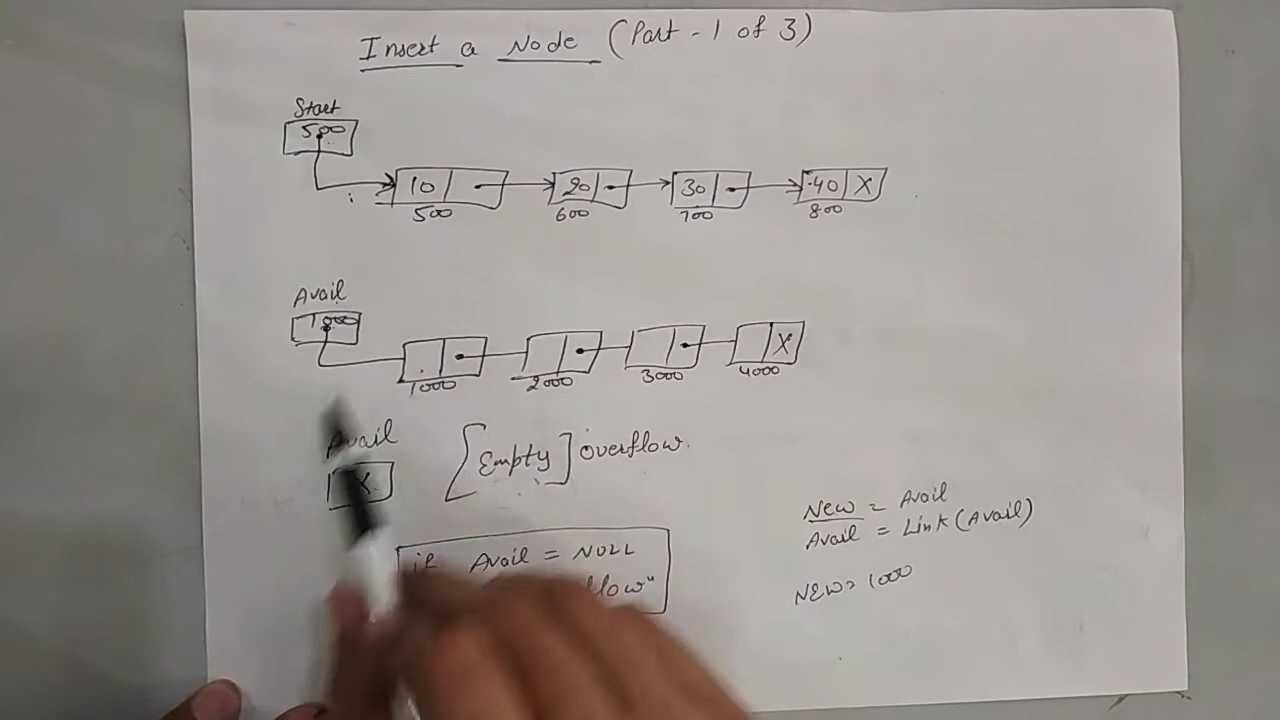 Insert a Node (Part - 1 of 3)
Start
500
10 20 30 40 X
500 600 700 800
Avail
1000
X
1000 2000 3000 4000
Avail
[Empty] overflow.
X
New = Avail
Avail = Link (Avail)
if Avail = NULL
NEW = 1000